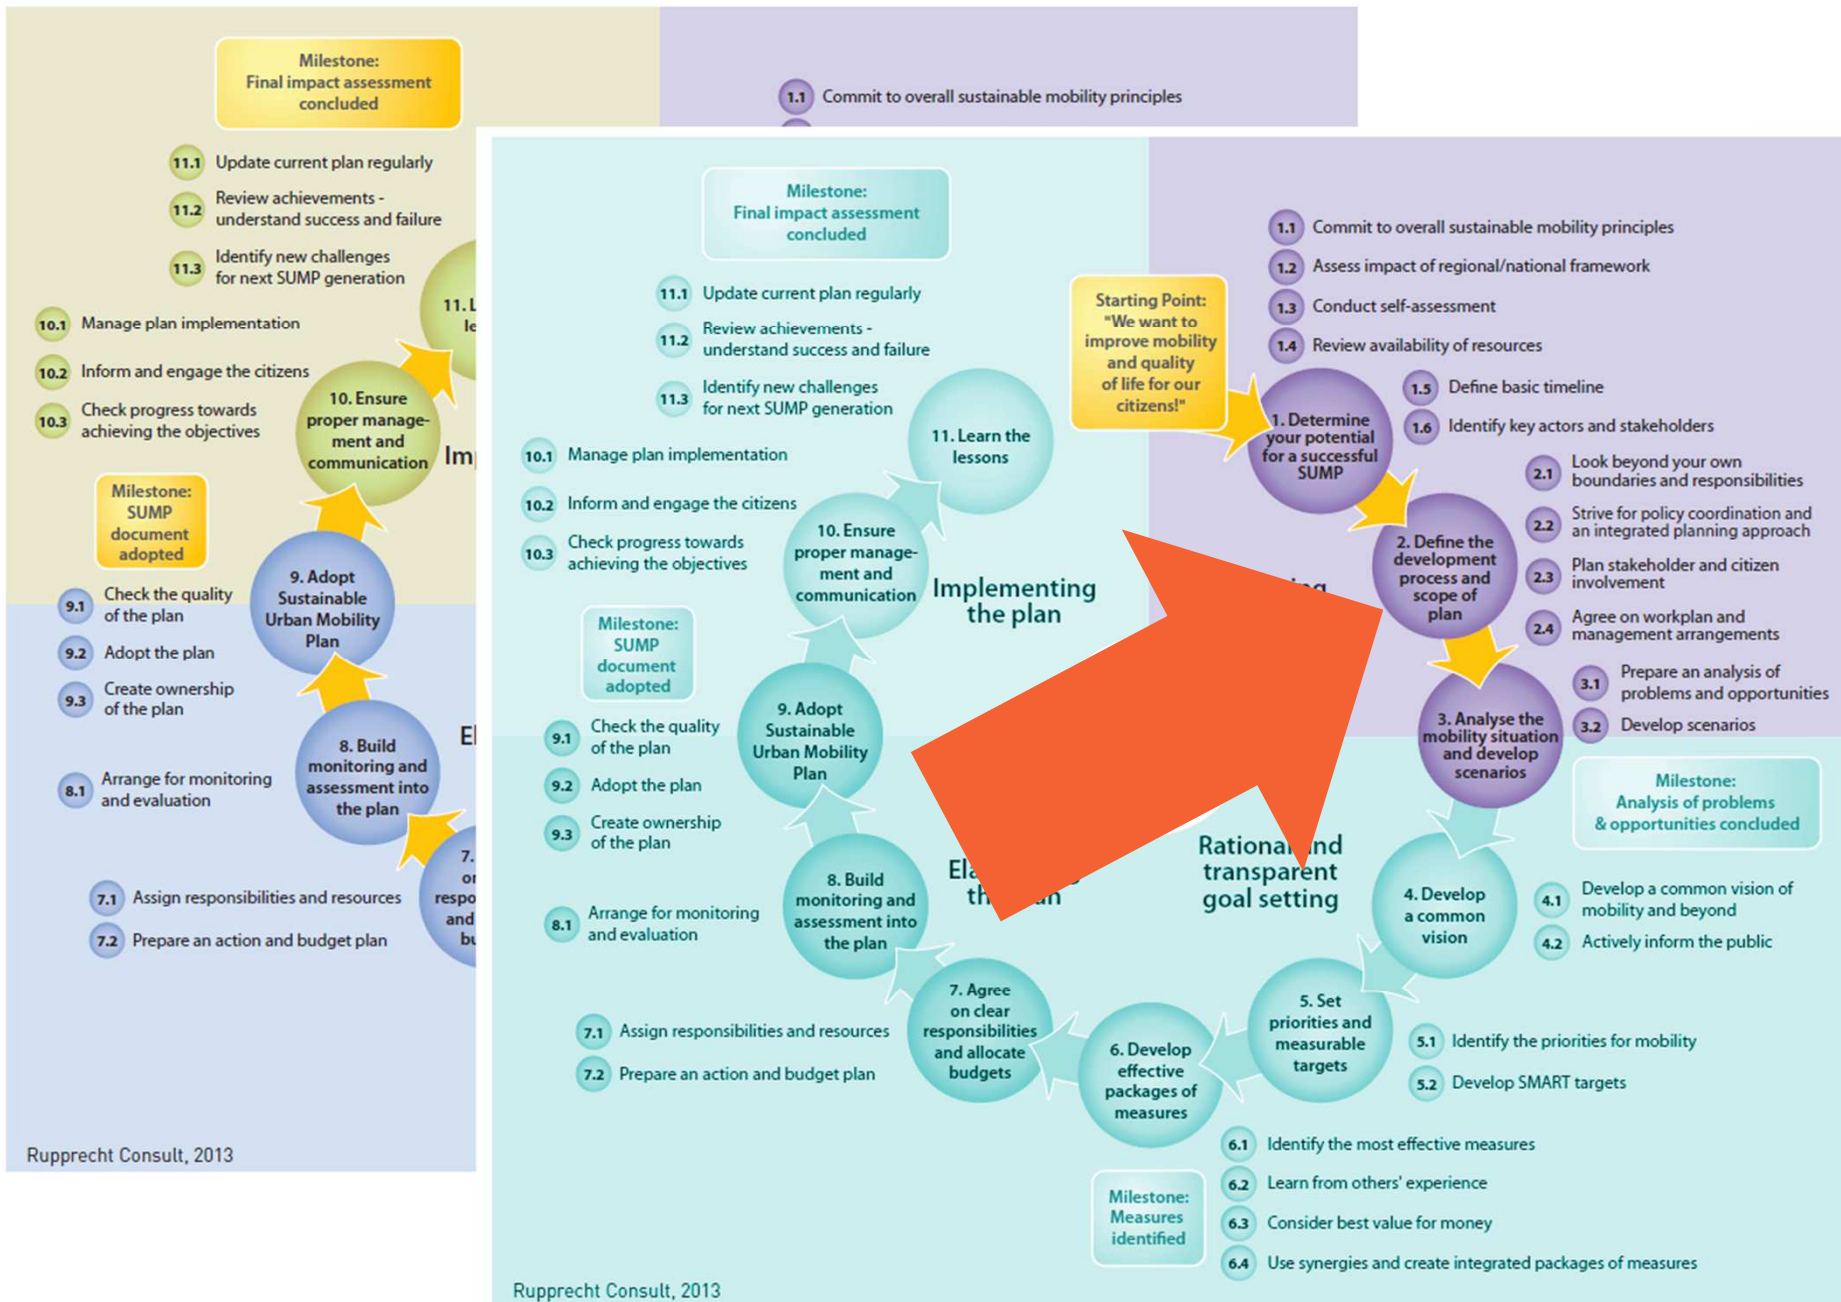 Milestone:
Final impact assessment
concluded
11.1 Update current plan regularly
11.2 Review achievements -
understand success and failure
11.3 Identify new challenges
for next SUMP generation
10.1 Manage plan implementation
10.2 Inform and engage the citizens
10.3 Check progress towards
achieving the objectives
10. Ensure
proper manage-
ment and
communication
Milestone:
SUMP
document
adopted
9. Adopt
Sustainable
Urban Mobility
Plan
9.1 Check the quality
of the plan
9.2 Adopt the plan
9.3 Create ownership
of the plan
8. Build
monitoring and
assessment into
the plan
8.1 Arrange for monitoring
and evaluation
7.1 Assign responsibilities and resources
7.2 Prepare an action and budget plan
7.
and
11.
Rupprecht Consult, 2013
1.1 Commit to overall sustainable mobility principles
Milestone:
Final impact assessment
concluded
11.1 Update current plan regularly
11.2 Review achievements -
understand success and failure
11.3 Identify new challenges
for next SUMP generation
11. Learn the
lessons
10.1 Manage plan implementation
10.2 Inform and engage the citizens
10.3 Check progress towards
achieving the objectives
10. Ensure
proper manage-
ment and
communication
Implementing
the plan
Milestone:
SUMP
document
adopted
9. Adopt
Sustainable
Urban Mobility
Plan
9.1 Check the quality
of the plan
9.2 Adopt the plan
9.3 Create ownership
of the plan
8. Build
monitoring and
assessment into
the plan
8.1 Arrange for monitoring
and evaluation
7. Agree
on clear
responsibilities
and allocate
budgets
7.1 Assign responsibilities and resources
7.2 Prepare an action and budget plan
Starting Point:
"We want to
improve mobility
and quality
of life for our
citizens!"
1.1 Commit to overall sustainable mobility principles
1.2 Assess impact of regional/national framework
1.3 Conduct self-assessment
1.4 Review availability of resources
1.5 Define basic timeline
1.6 Identify key actors and stakeholders
1. Determine
your potential
for a successful
SUMP
2. Define the
development
process and
scope of
plan
2.1 Look beyond your own
boundaries and responsibilities
2.2 Strive for policy coordination and
an integrated planning approach
2.3 Plan stakeholder and citizen
involvement
2.4 Agree on workplan and
management arrangements
3. Analyse the
mobility situation
and develop
scenarios
3.1 Prepare an analysis of
problems and opportunities
3.2 Develop scenarios
Milestone:
Analysis of problems
& opportunities concluded
Rational and
transparent
goal setting
4. Develop
a common
vision
4.1 Develop a common vision of
mobility and beyond
4.2 Actively inform the public
5. Set
priorities and
measurable
targets
5.1 Identify the priorities for mobility
5.2 Develop SMART targets
6. Develop
effective
packages of
measures
6.1 Identify the most effective measures
6.2 Learn from others' experience
6.3 Consider best value for money
6.4 Use synergies and create integrated packages of measures
Milestone:
Measures
identified
Rupprecht Consult, 2013